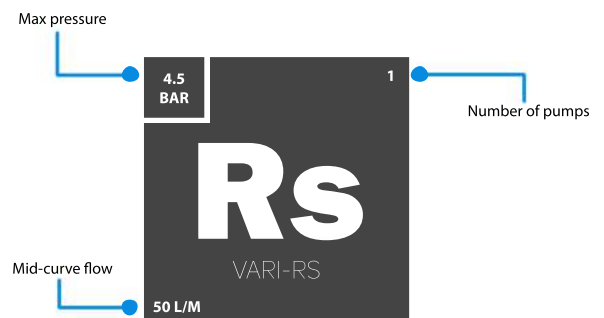 Max pressure
4.5
BAR
1
Number of pumps
Rs
VARI-RS
Mid-curve flow
50 L/M